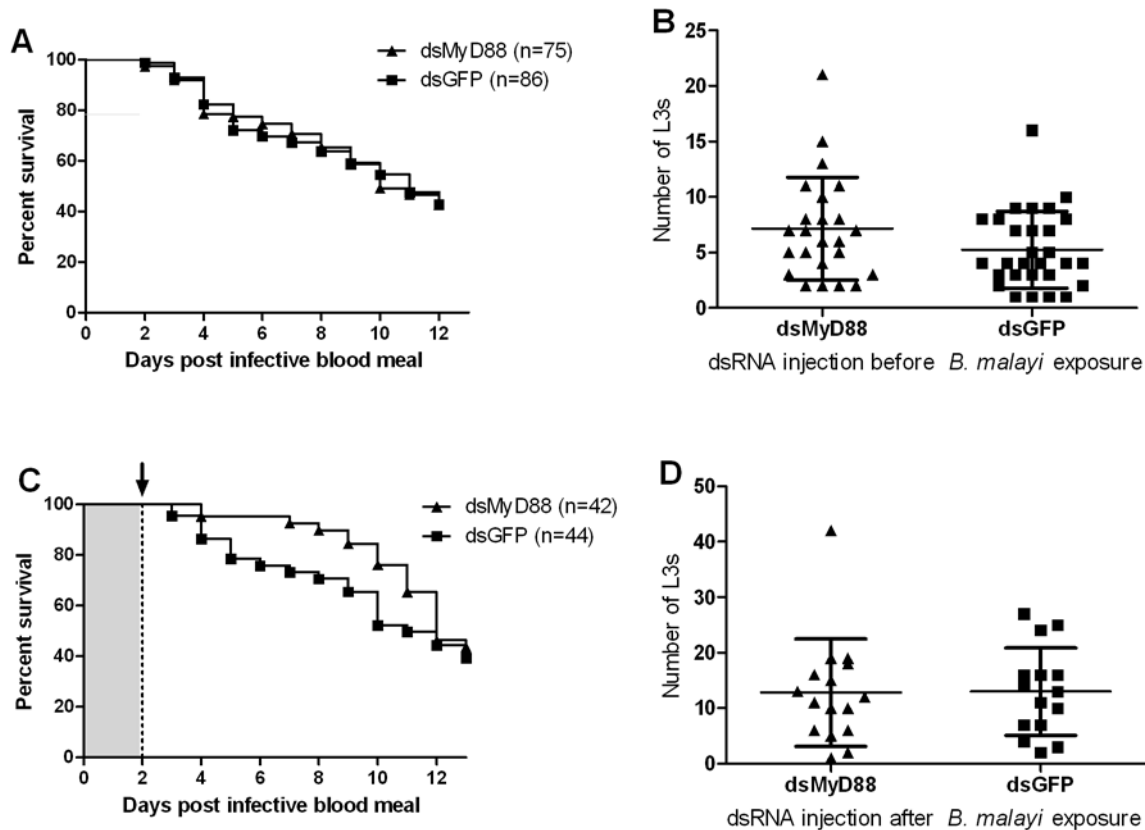 A
dsMyD88 (n=75)
dsGFP (n=86)
Percent survival
100
80
60
40
20
0
0 2 4 6 8 10 12
Days post infective blood meal
B
Number of L3s
25
20
15
10
5
0
dsMyD88 dsGFP
dsRNA injection before B. malayi exposure
C
dsMyD88 (n=42)
dsGFP (n=44)
Percent survival
100
80
60
40
20
0
0 2 4 6 8 10 12
Days post infective blood meal
D
Number of L3s
50
40
30
20
10
0
dsMyD88 dsGFP
dsRNA injection after B. malayi exposure